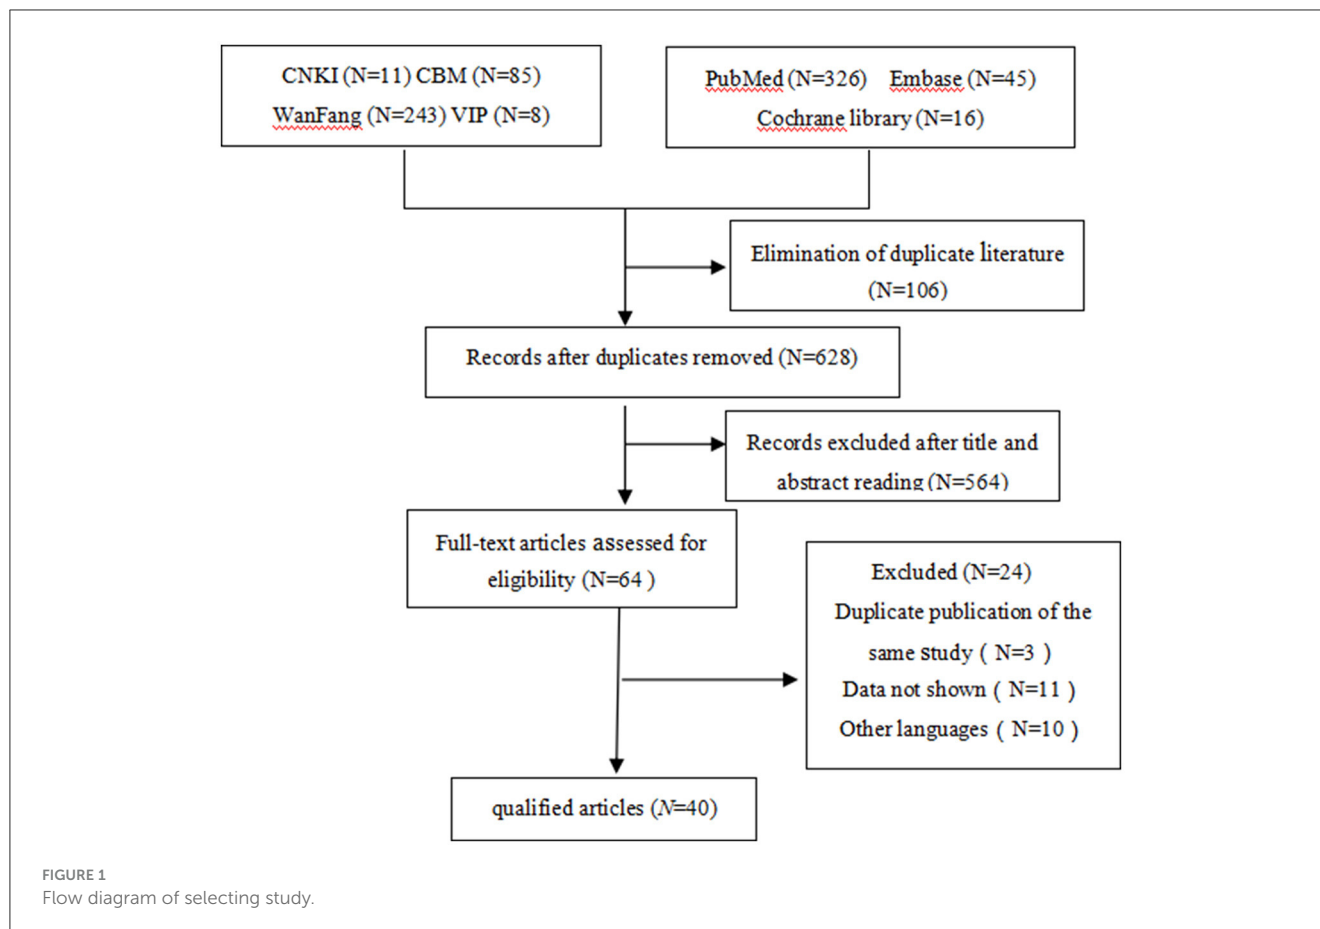 CNKI (N=11) CBM (N=85)
WanFang (N=243) VIP (N=8)
PubMed (N=326) Embase (N=45)
Cochrane library (N=16)
Elimination of duplicate literature
(N=106)
Records after duplicates removed (N=628)
Records excluded after title and
abstract reading (N=564)
Full-text articles assessed for
eligibility (N=64 )
Excluded (N=24)
Duplicate publication of the
same study ( N=3 )
Data not shown ( N=11 )
Other languages ( N=10 )
qualified articles (N=40)
FIGURE 1
Flow diagram of selecting study.